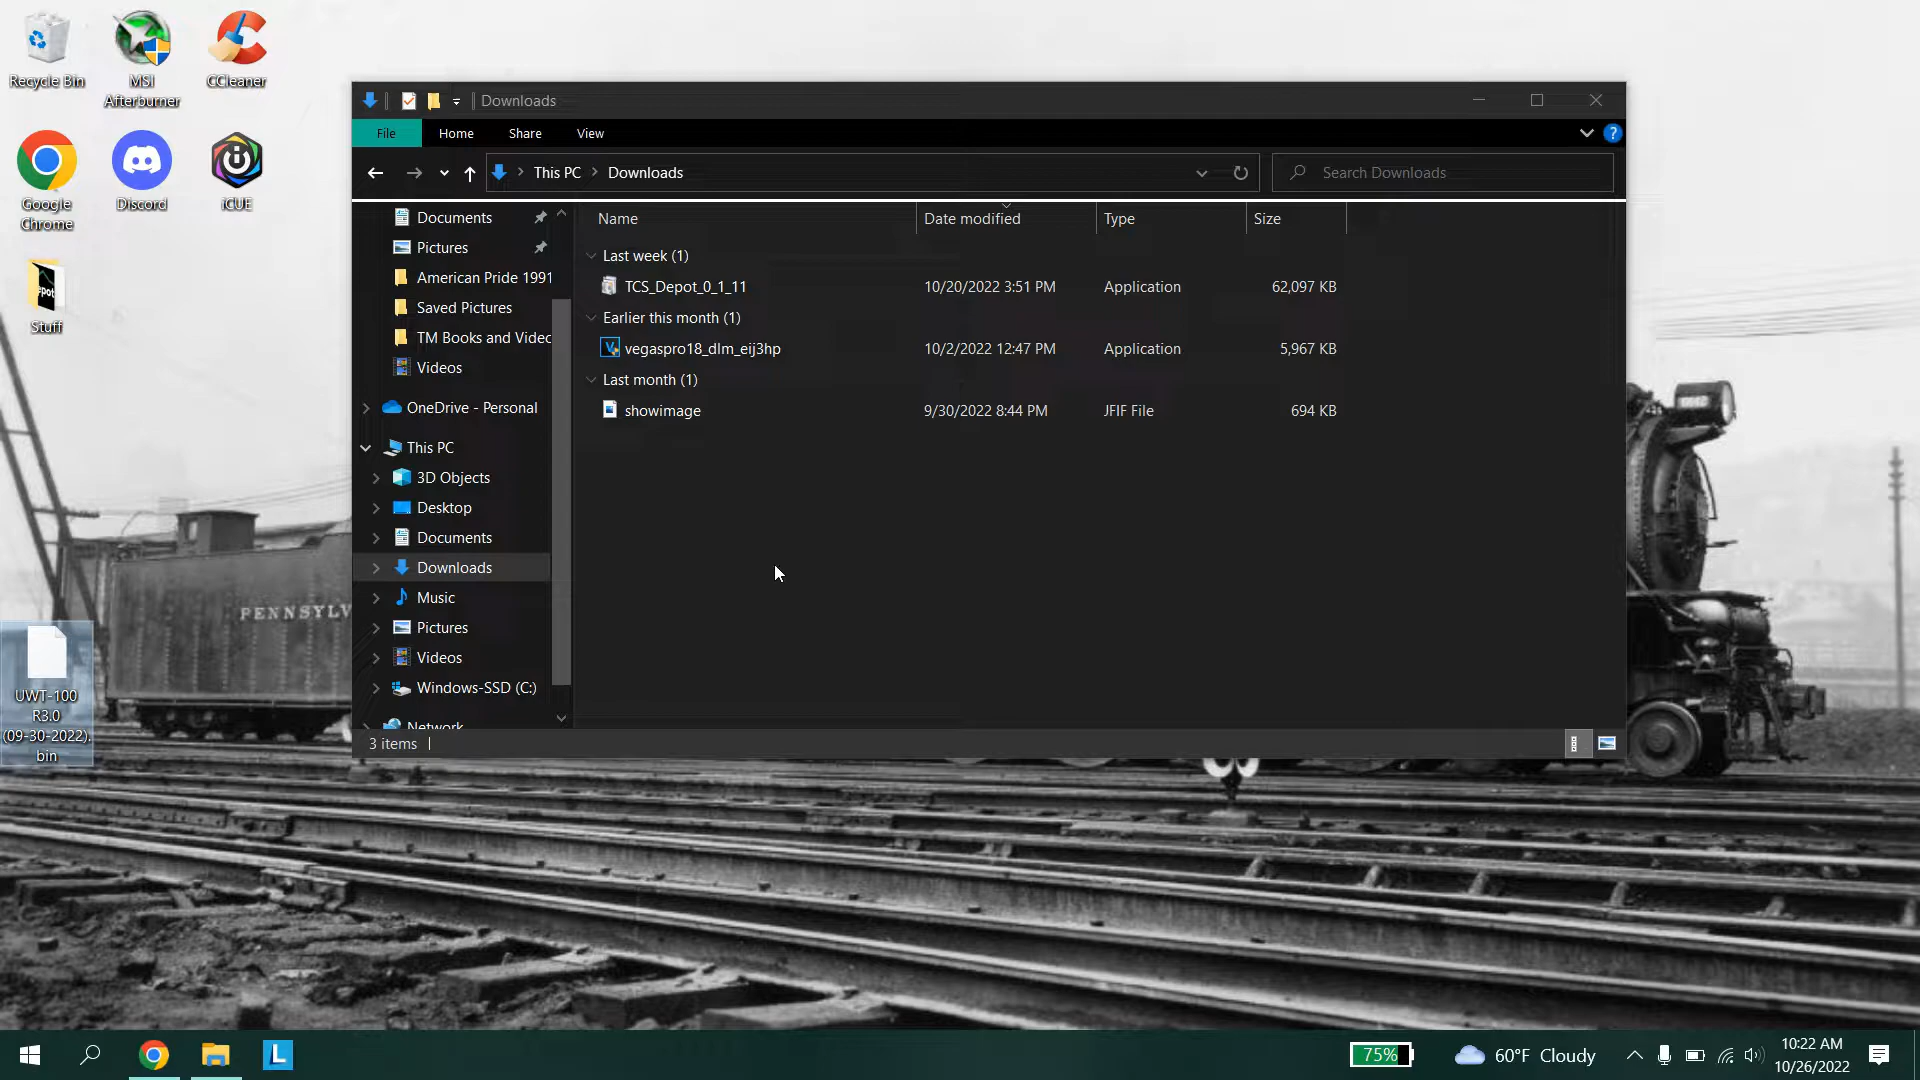 Recycle Bin
MSI
Afterburner
CCleaner
Google
Chrome
Discord
iCUE
Stuff
UWT-100
R3.0
(09-30-2022).
bin
Downloads
File
Home
Share
View
?
This PC
Downloads
Search Downloads
Documents
Pictures
American Pride 1991
Saved Pictures
TM Books and Videc
Videos
OneDrive - Personal
This PC
3D Objects
Desktop
Documents
Downloads
Music
Pictures
Videos
Windows-SSD (C:)
Network
Name
Date modified
Type
Size
Last week (1)
TCS_Depot_0_1_11
10/20/2022 3:51 PM
Application
62,097 KB
Earlier this month (1)
vegaspro18_dlm_eij3hp
10/2/2022 12:47 PM
Application
5,967 KB
Last month (1)
showimage
9/30/2022 8:44 PM
JFIF File
694 KB
3 items
PENNSYLV
L
75%
60°F Cloudy
10:22 AM
10/26/2022